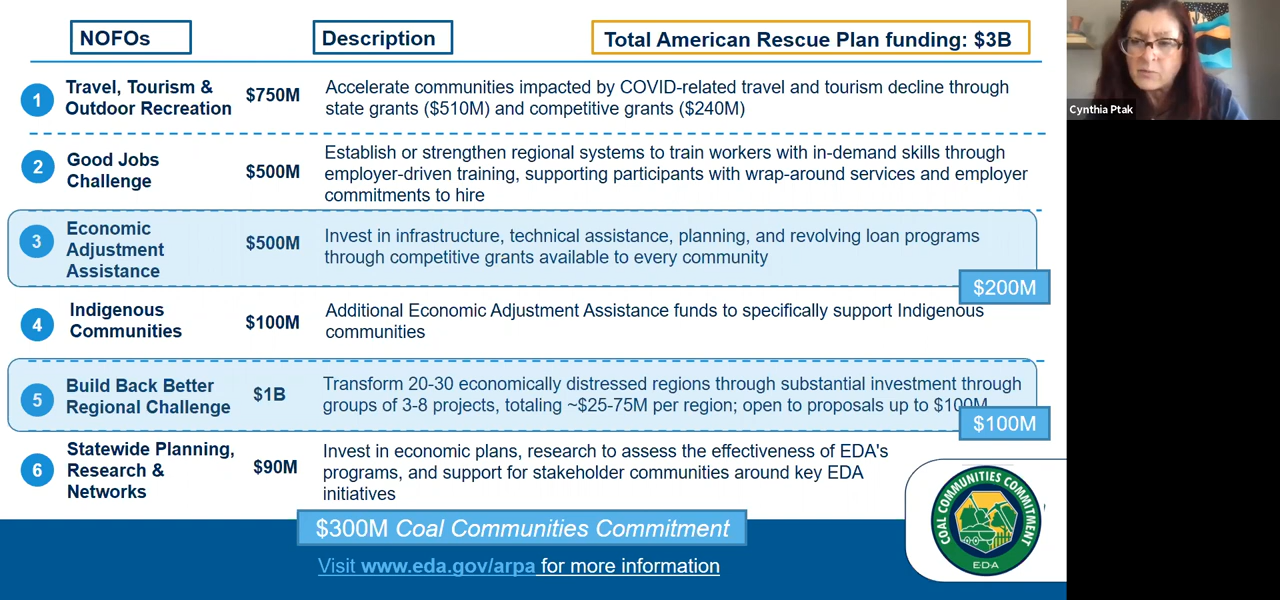 NOFOs
Description
Total American Rescue Plan funding: $3B
1
Travel, Tourism &
Outdoor Recreation
$750M
Accelerate communities impacted by COVID-related travel and tourism decline through
state grants ($510M) and competitive grants ($240M)
2
Good Jobs
Challenge
$500M
Establish or strengthen regional systems to train workers with in-demand skills through
employer-driven training, supporting participants with wrap-around services and employer
commitments to hire
3
Economic
Adjustment
Assistance
$500M
Invest in infrastructure, technical assistance, planning, and revolving loan programs
through competitive grants available to every community
$200M
4
Indigenous
Communities
$100M
Additional Economic Adjustment Assistance funds to specifically support Indigenous
communities
5
Build Back Better
Regional Challenge
$1B
Transform 20-30 economically distressed regions through substantial investment through
groups of 3-8 projects, totaling ~$25-75M per region; open to proposals up to $100M
$100M
6
Statewide Planning,
Research &
Networks
$90M
Invest in economic plans, research to assess the effectiveness of EDA's
programs, and support for stakeholder communities around key EDA
initiatives
$300M Coal Communities Commitment
Visit www.eda.gov/arpa for more information
COAL COMMUNITIES COMMITMENT
EDA
Cynthia Ptak